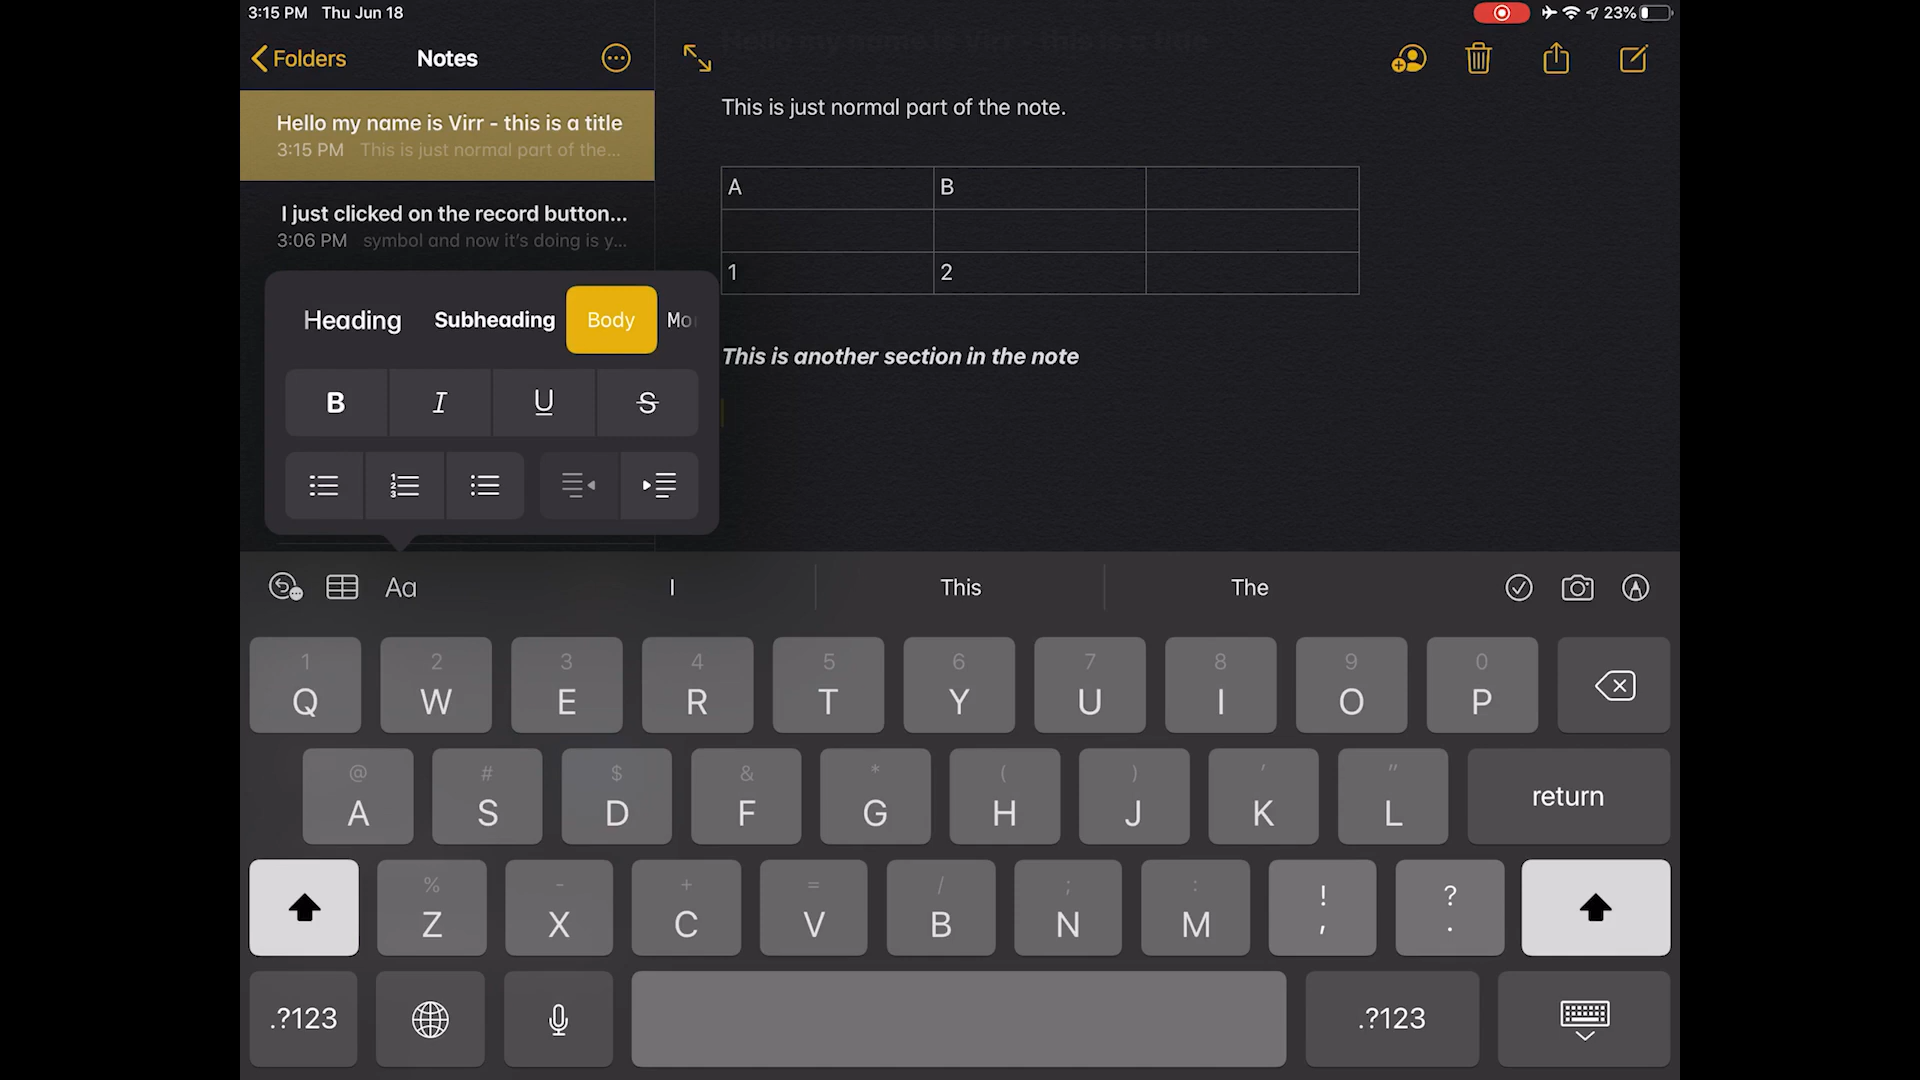 3:15 PM Thu Jun 18
23%
Folders
Notes
Hello my name is Virr - this is a title
3:15 PM This is just normal part of the...
I just clicked on the record button...
3:06 PM symbol and now it's doing is y...
This is just normal part of the note.
A B
1 2
This is another section in the note
Heading Subheading Body Mo
B I U S
Aa
I This The
1 2 3 4 5 6 7 8 9 0
Q W E R T Y U I O P
@ # $ & * ( ) ' "
A S D F G H J K L return
% - + = / ; : ! ?
Z X C V B N M , .
.?123 .?123